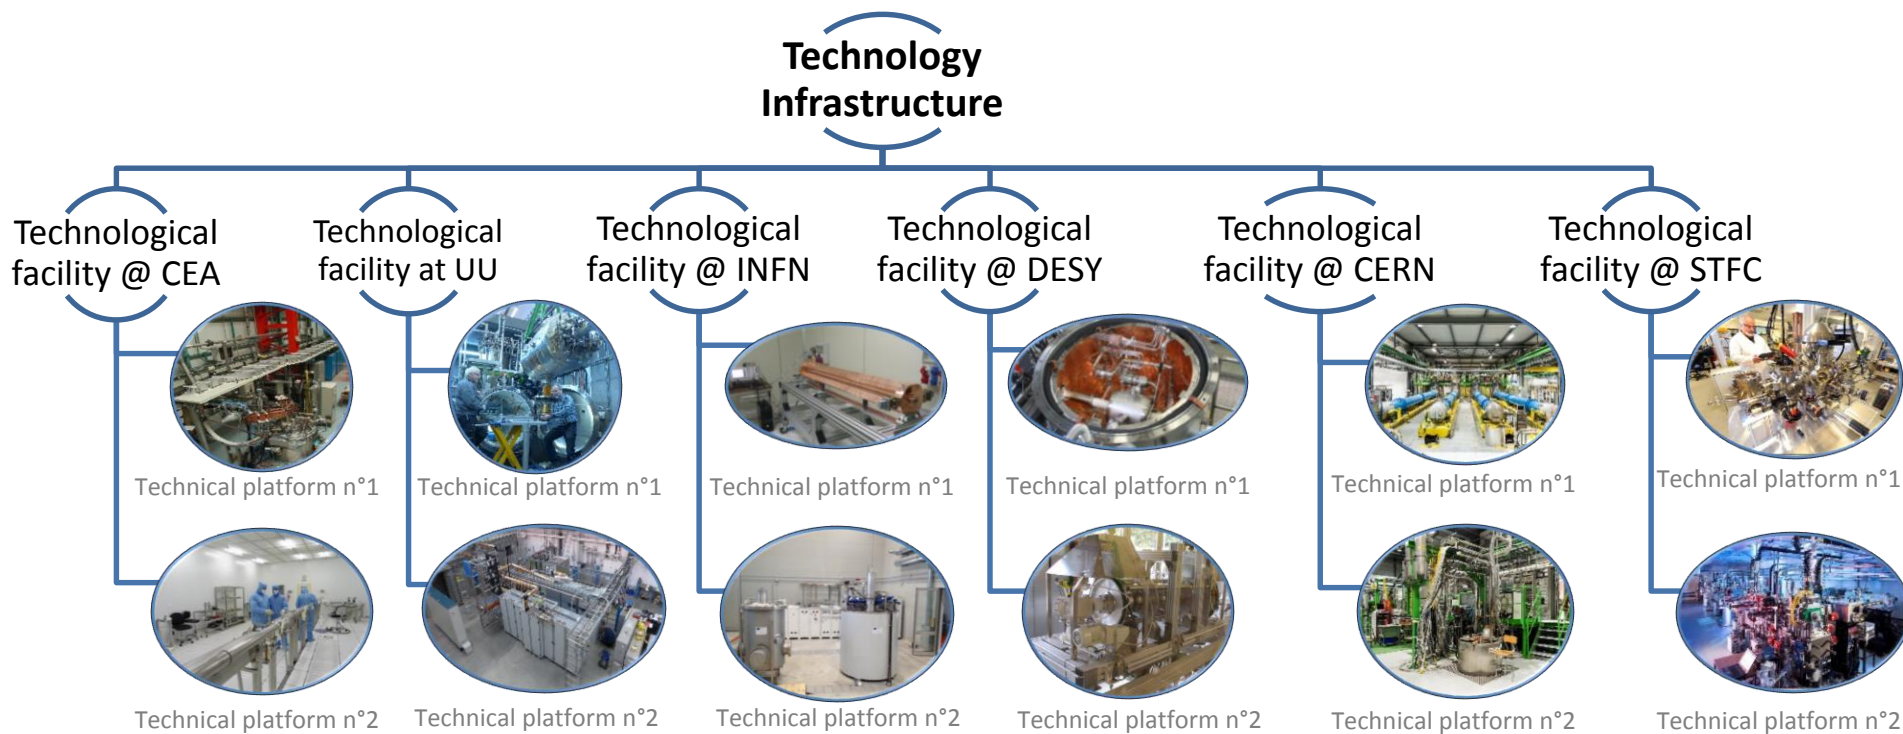 Technology
Infrastructure
Technological
facility @ CEA
Technological
facility at UU
Technological
facility @ INFN
Technological
facility @ DESY
Technological
facility @ CERN
Technological
facility @ STFC
Technical platform n°1
Technical platform n°1
Technical platform n°1
Technical platform n°1
Technical platform n°1
Technical platform n°1
Technical platform n°2
Technical platform n°2
Technical platform n°2
Technical platform n°2
Technical platform n°2
Technical platform n°2